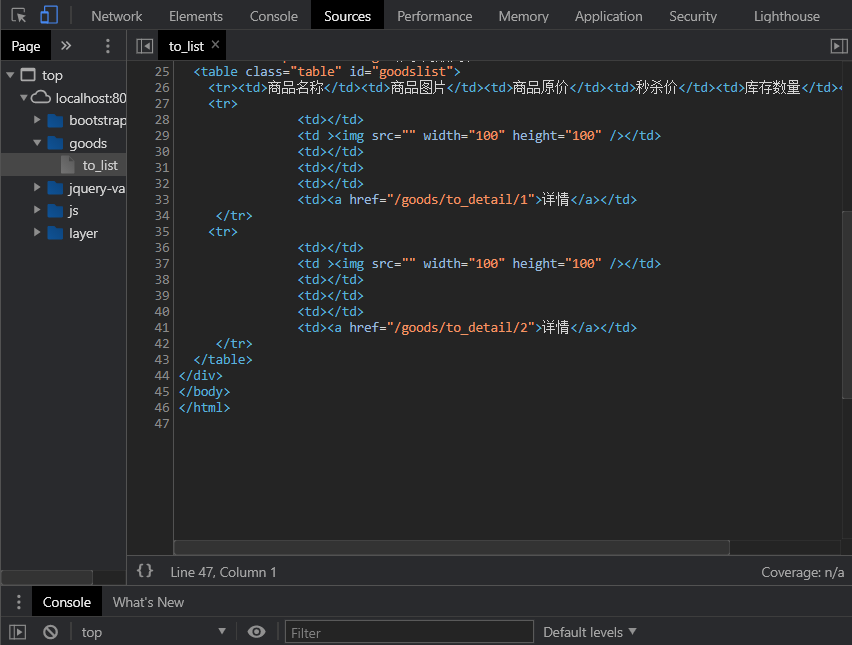 Network Elements Console Sources Performance Memory Application Security Lighthouse
Page » to_list ×
top
localhost:80
bootstrap
goods
to_list
jquery-va
js
layer
25 <table class="table" id="goodslist">
26 <tr><td>商品名称</td><td>商品图片</td><td>商品原价</td><td>秒杀价</td><td>库存数量</td><
27 <tr>
28 <td></td>
29 <td ><img src="" width="100" height="100" /></td>
30 <td></td>
31 <td></td>
32 <td></td>
33 <td><a href="/goods/to_detail/1">详情</a></td>
34 </tr>
35 <tr>
36 <td></td>
37 <td ><img src="" width="100" height="100" /></td>
38 <td></td>
39 <td></td>
40 <td></td>
41 <td><a href="/goods/to_detail/2">详情</a></td>
42 </tr>
43 </table>
44 </div>
45 </body>
46 </html>
47
{} Line 47, Column 1 Coverage: n/a
Console What's New
top Filter Default levels